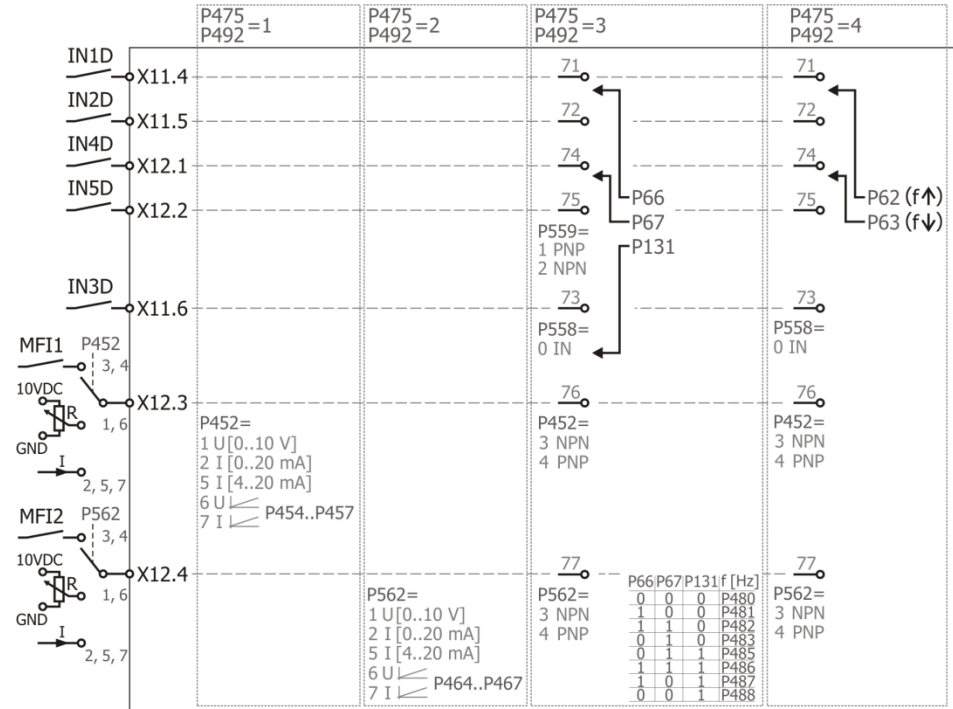 P475
P492 =1
P475
P492 =2
P475
P492 =3
P475
P492 =4
IN1D
X11.4
71
71
IN2D
X11.5
72
72
IN4D
X12.1
74
74
IN5D
X12.2
75
75
P66
P67
P131
P62 (f↑)
P63 (f↓)
P559=
1 PNP
2 NPN
IN3D
X11.6
73
73
P558=
0 IN
P558=
0 IN
MFI1
P452
3, 4
10VDC
R
1, 6
GND
I
2, 5, 7
X12.3
76
76
P452=
1 U[0..10 V]
2 I [0..20 mA]
5 I [4..20 mA]
6 U
7 I
P454..P457
P452=
3 NPN
4 PNP
P452=
3 NPN
4 PNP
MFI2
P562
3, 4
10VDC
R
1, 6
GND
I
2, 5, 7
X12.4
77
77
P562=
1 U[0..10 V]
2 I [0..20 mA]
5 I [4..20 mA]
6 U
7 I
P464..P467
P562=
3 NPN
4 PNP
P66 P67 P131 f [Hz]
0 0 0 P480
1 0 0 P481
1 1 0 P482
0 1 0 P483
0 1 1 P485
1 1 1 P486
1 0 1 P487
0 0 1 P488
P562=
3 NPN
4 PNP